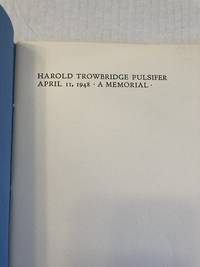 HAROLD TROWBRIDGE PULSIFER
APRIL 11, 1948 · A MEMORIAL ·